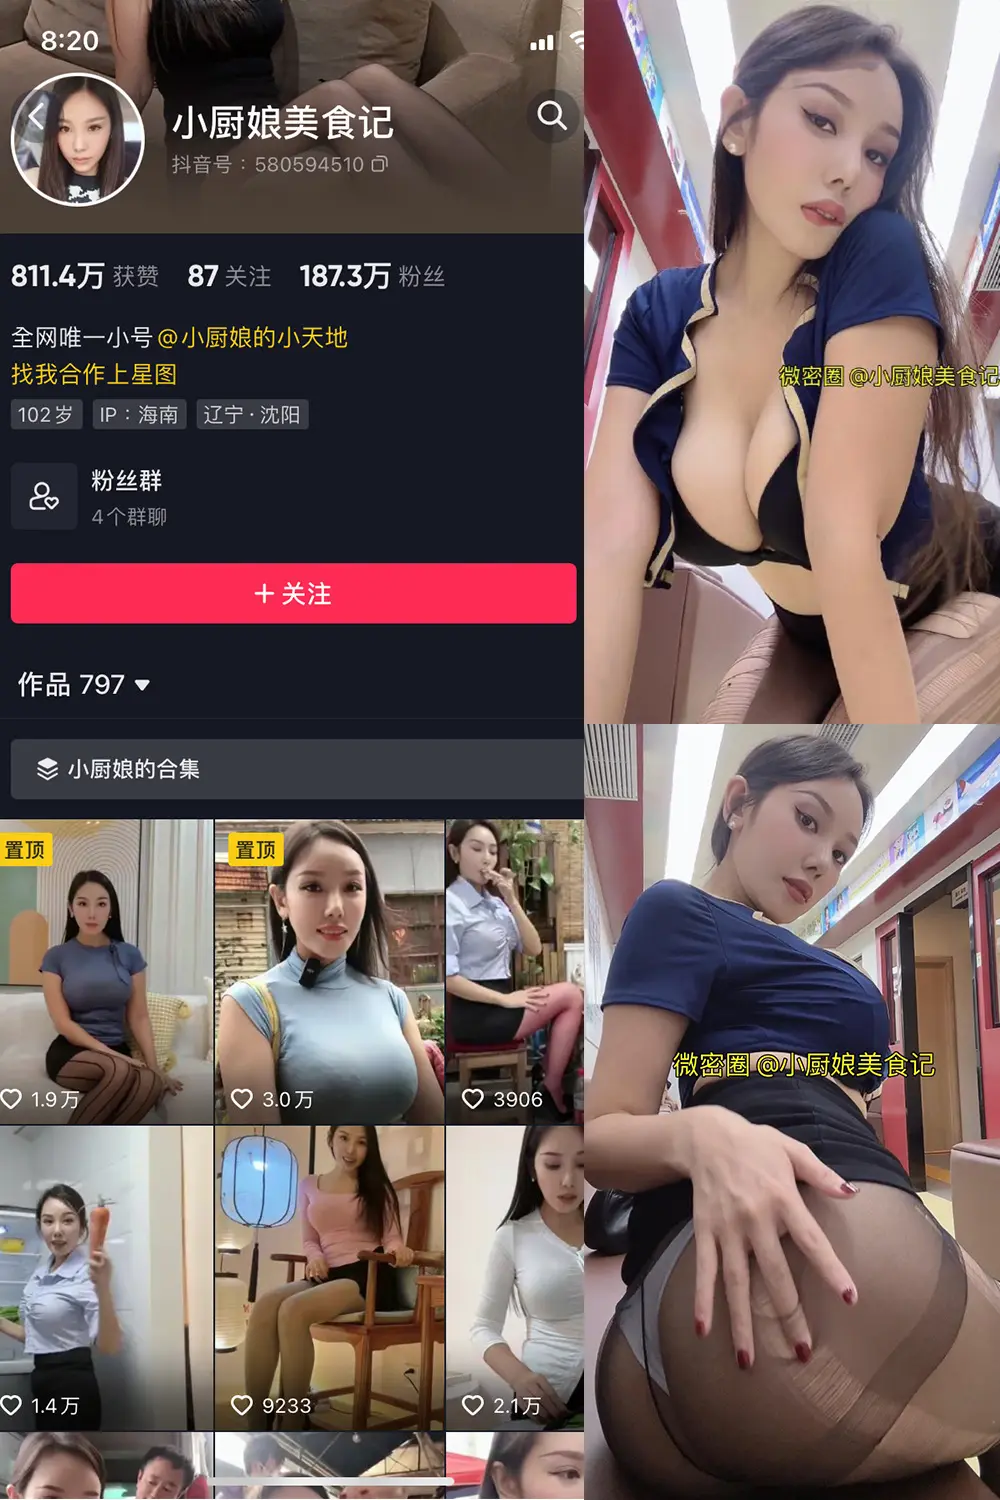 8:20
小厨娘美食记
抖音号：580594510
811.4万 获赞 87 关注 187.3万 粉丝
全网唯一小号@小厨娘的小天地
找我合作上星图
102岁 IP：海南 辽宁·沈阳
粉丝群
4个群聊
+ 关注
作品 797
小厨娘的合集
置顶
置顶
1.9万
3.0万
3906
1.4万
9233
2.1万
微密圈 @小厨娘美食记
微密圈 @小厨娘美食记